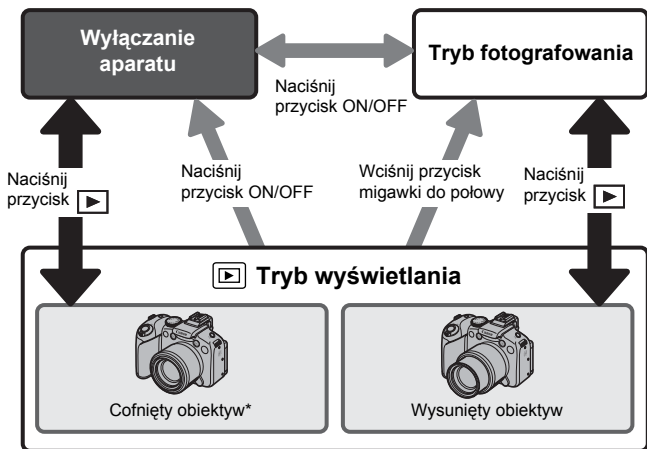 Wyłączanie
aparatu
Tryb fotografowania
Naciśnij
przycisk ON/OFF
Naciśnij
przycisk
Naciśnij
przycisk ON/OFF
Wciśnij przycisk
migawki do połowy
Naciśnij
przycisk
Tryb wyświetlania
Cofnięty obiektyw*
Wysunięty obiektyw